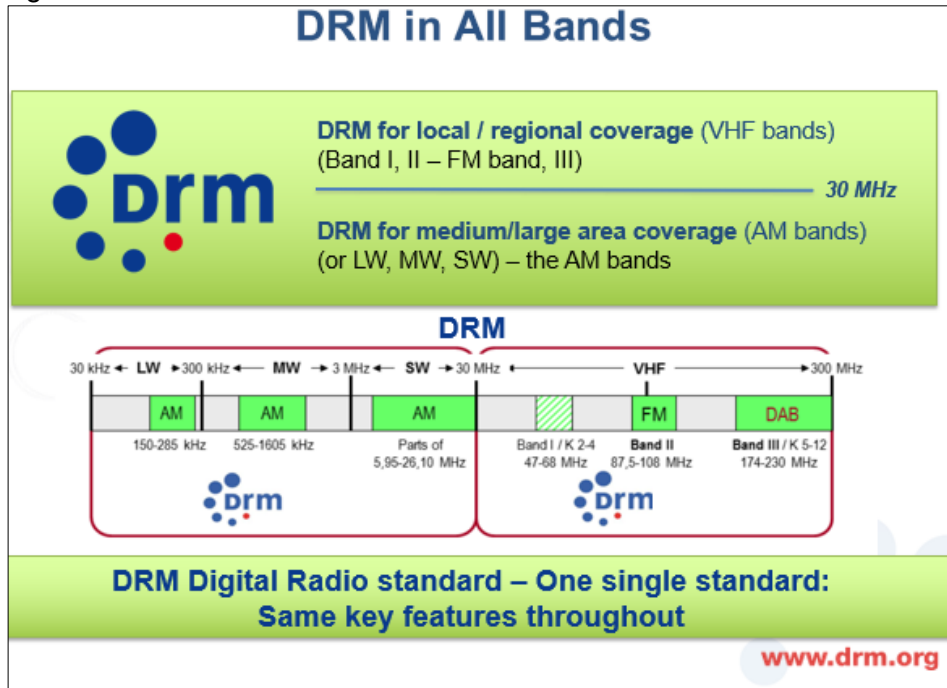 DRM in All Bands
Drm
DRM for local / regional coverage (VHF bands)
(Band I, II – FM band, III)
30 MHz
DRM for medium/large area coverage (AM bands)
(or LW, MW, SW) – the AM bands
DRM
30 kHz LW 300 kHz MW 3 MHz SW 30 MHz VHF 300 MHz
AM AM AM FM DAB
150-285 kHz 525-1605 kHz Parts of Band I / K 2-4 Band II Band III / K 5-12
5,95-26,10 MHz 47-68 MHz 87,5-108 MHz 174-230 MHz
Drm Drm
DRM Digital Radio standard – One single standard:
Same key features throughout
www.drm.org